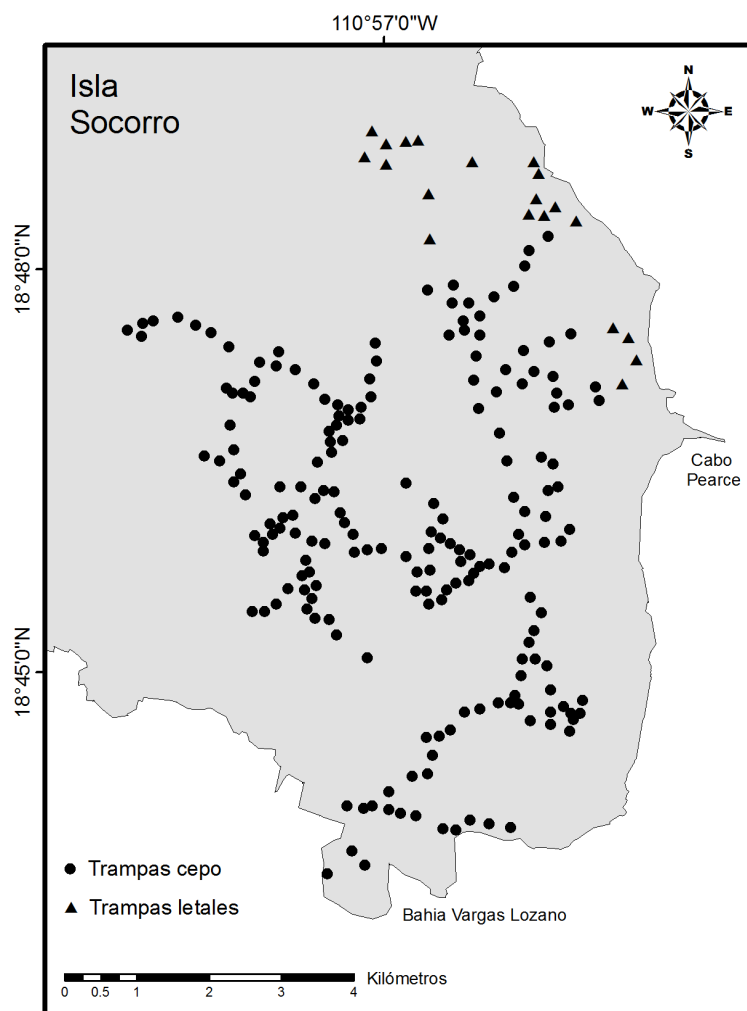 110°57'0"W
Isla
Socorro
N
W E
S
18°48'0"N
Cabo
Pearce
18°45'0"N
Trampas cepo
Trampas letales
Bahia Vargas Lozano
Kilómetros
0 0.5 1 2 3 4